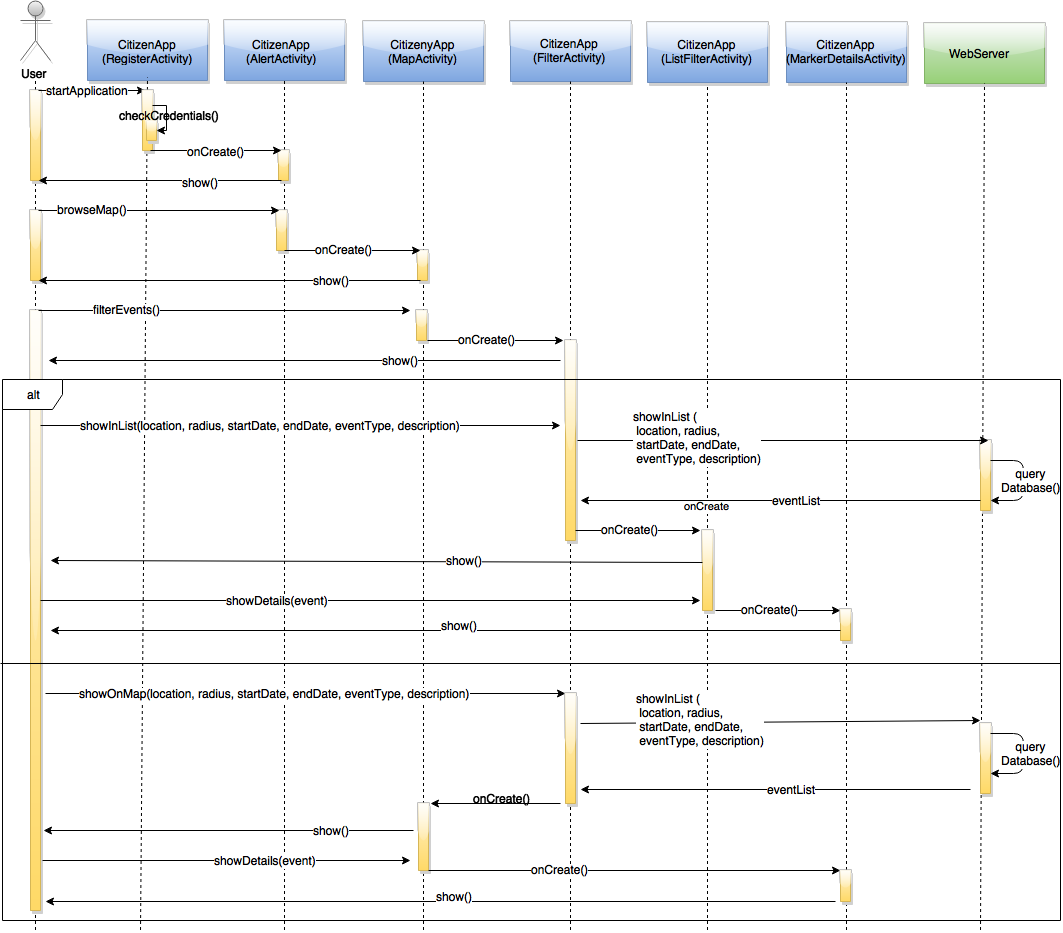 User
CitizenApp
(RegisterActivity)
CitizenApp
(AlertActivity)
CitizenyApp
(MapActivity)
CitizenApp
(FilterActivity)
CitizenApp
(ListFilterActivity)
CitizenApp
(MarkerDetailsActivity)
WebServer
startApplication
checkCredentials()
onCreate()
show()
browseMap()
onCreate()
show()
filterEvents()
onCreate()
show()
alt
showInList(location, radius, startDate, endDate, eventType, description)
showInList (
location, radius,
startDate, endDate,
eventType, description)
query
Database()
eventList
onCreate
onCreate()
show()
showDetails(event)
onCreate()
show()
showOnMap(location, radius, startDate, endDate, eventType, description)
showInList (
location, radius,
startDate, endDate,
eventType, description)
query
Database()
eventList
onCreate()
show()
showDetails(event)
onCreate()
show()